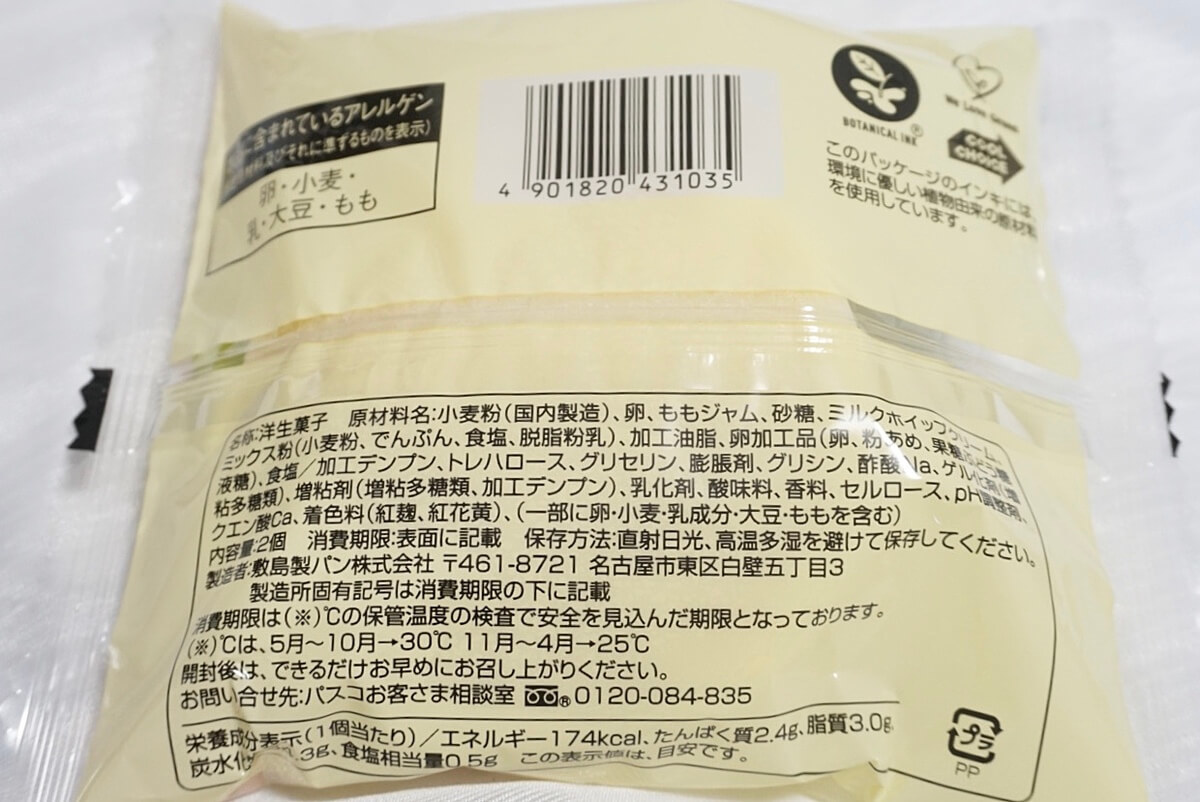 に含まれているアレルゲン
及びそれに準ずるものを表示)
卵・小麦・
乳・大豆・もも
4 901820 431035
BOTANICAL INK®
We Love Green
COOL
CHOICE
このパッケージのインキには、
環境に優しい植物由来の原材料
を使用しています。
名称:洋生菓子 原材料名:小麦粉(国内製造)、卵、ももジャム、砂糖、ミルクホイップクリーム、
ミックス粉(小麦粉、でんぷん、食塩、脱脂粉乳)、加工油脂、卵加工品(卵、粉あめ、果糖ぶどう糖
液糖)、食塩/加工デンプン、トレハロース、グリセリン、膨脹剤、グリシン、酢酸Na、ゲル化剤(増
粘多糖類)、増粘剤(増粘多糖類、加工デンプン)、乳化剤、酸味料、香料、セルロース、pH調整剤、
クエン酸Ca、着色料(紅麹、紅花黄)、(一部に卵・小麦・乳成分・大豆・ももを含む)
内容量:2個 消費期限:表面に記載 保存方法:直射日光、高温多湿を避けて保存してください。
製造者:敷島製パン株式会社 〒461-8721 名古屋市東区白壁五丁目3
製造所固有記号は消費期限の下に記載
消費期限は(※)℃の保管温度の検査で安全を見込んだ期限となっております。
(※)℃は、5月~10月→30℃ 11月~4月→25℃
開封後は、できるだけお早めにお召し上がりください。
お問い合せ先:パスコお客さま相談室 ® 0120-084-835
栄養成分表示(1個当たり)/エネルギー174kcal、たんぱく質2.4g、脂質3.0g、
炭水化 .3g、食塩相当量0.5g この表示値は、目安です。
プラ
PP